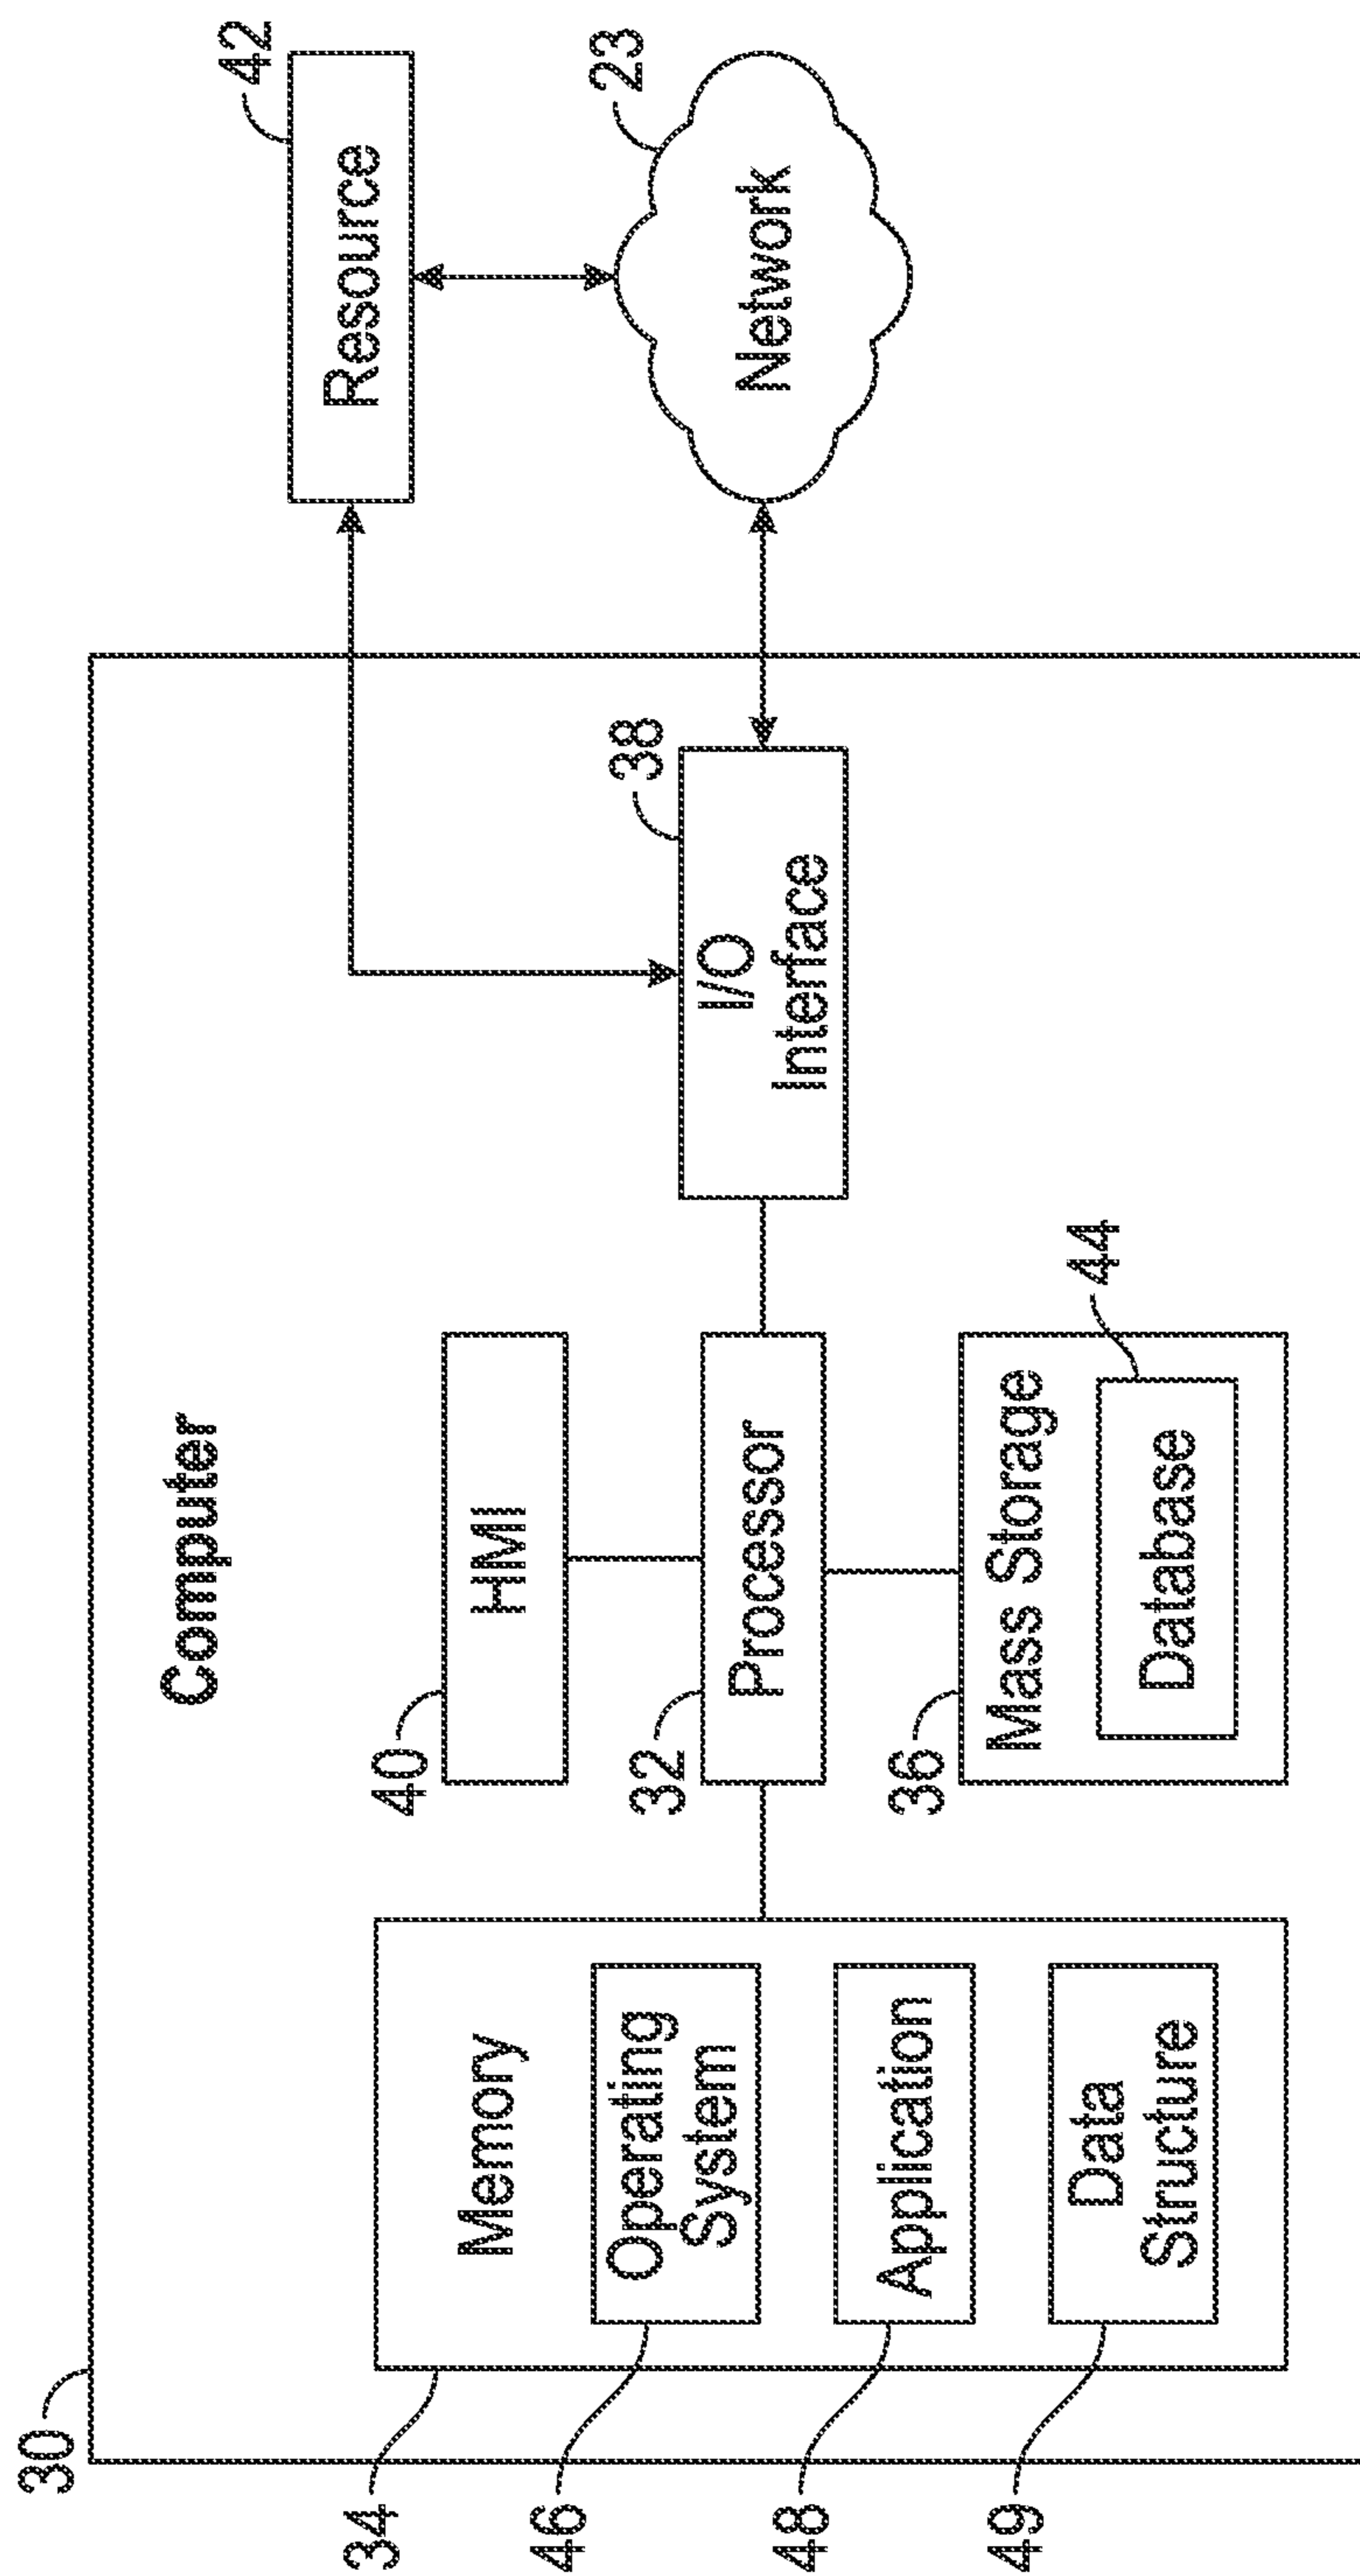 30
Computer
34
Memory
46
Operating
System
48
Application
49
Data
Structure
40
HMI
32
Processor
36
Mass Storage
44
Database
38
I/O
Interface
42
Resource
23
Network